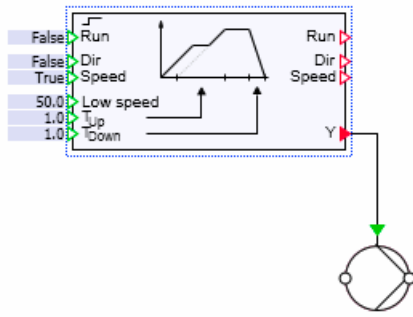 False Run Run
False Dir Dir
True Speed Speed
50.0 Low speed
1.0 TUp
1.0 TDown Y